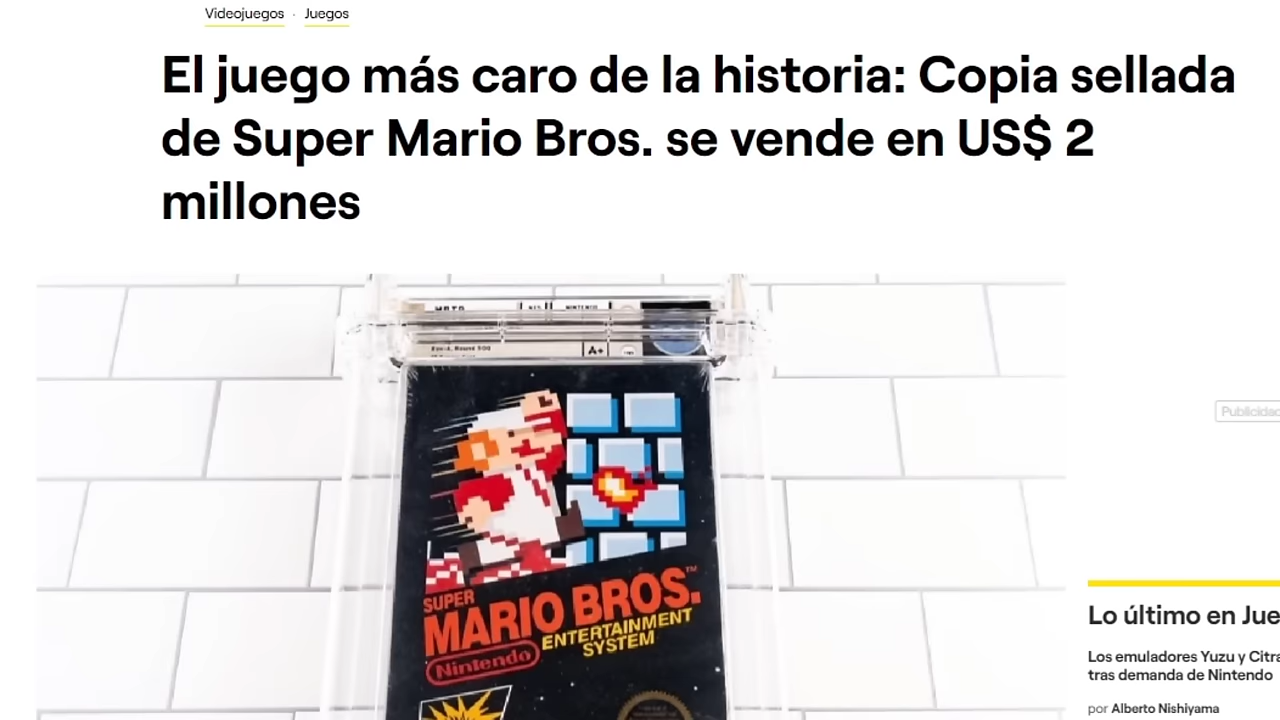 Videojuegos · Juegos
El juego más caro de la historia: Copia sellada
de Super Mario Bros. se vende en US$ 2
millones
A+
SUPER
MARIO BROS.™
ENTERTAINMENT
SYSTEM
Nintendo
Publicidad
Lo último en Jue
Los emuladores Yuzu y Citra
tras demanda de Nintendo
por Alberto Nishiyama